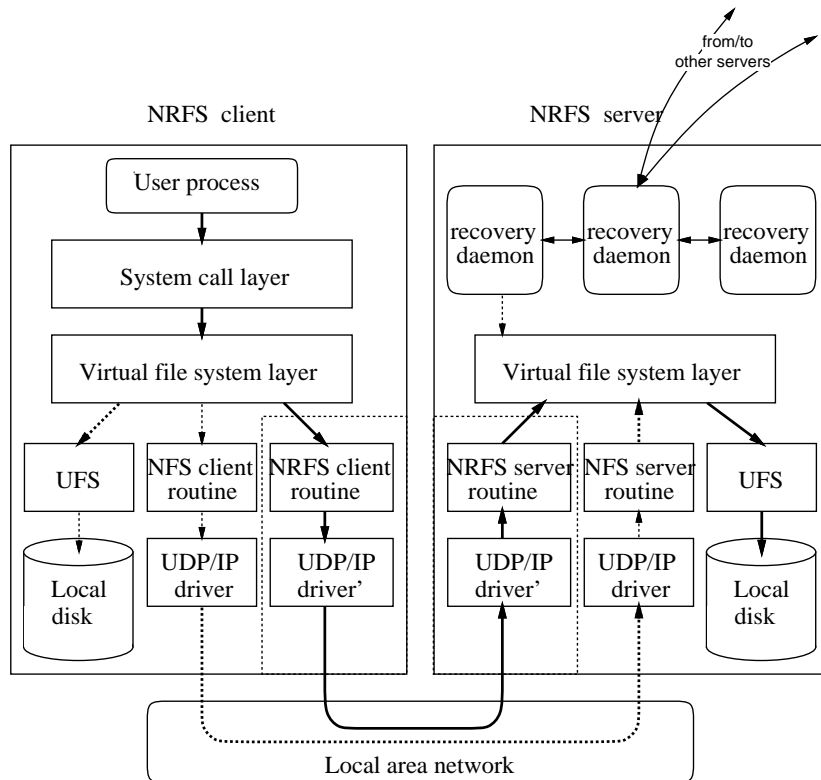 from/to
other servers
NRFS client
NRFS server
User process
System call layer
Virtual file system layer
UFS
NFS client
routine
NRFS client
routine
Local
disk
UDP/IP
driver
UDP/IP
driver’
recovery
daemon
recovery
daemon
recovery
daemon
Virtual file system layer
NRFS server
routine
NFS server
routine
UFS
UDP/IP
driver’
UDP/IP
driver
Local
disk
Local area network